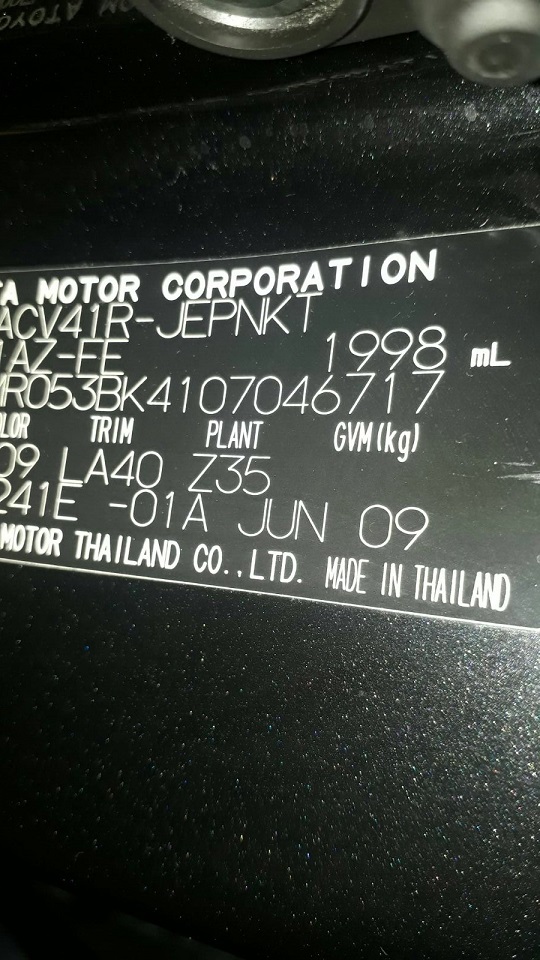 TA MOTOR CORPORATION
ACV41R-JEPNKT
1AZ-FE 1998 mL
MR053BK4107046717
OLOR TRIM PLANT GVM(kg)
09 LA40 Z35
241E -01A JUN 09
MOTOR THAILAND CO.,LTD. MADE IN THAILAND